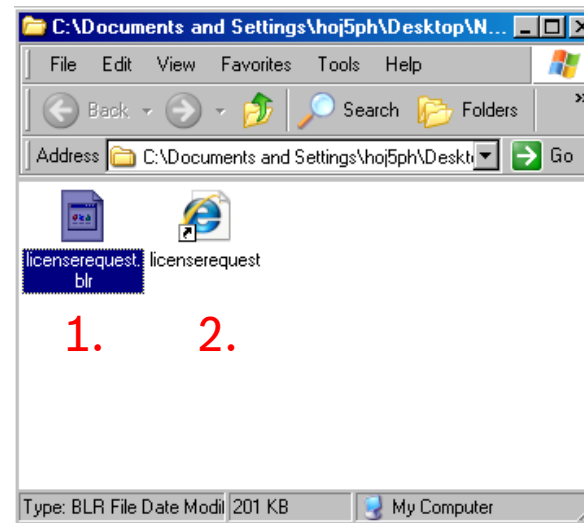 C:\Documents and Settings\hoj5ph\Desktop\N...
File Edit View Favorites Tools Help
Back Search Folders »
Address C:\Documents and Settings\hoj5ph\Deskt Go
licenserequest. licenserequest
blr
1. 2.
Type: BLR File Date Modif 201 KB My Computer